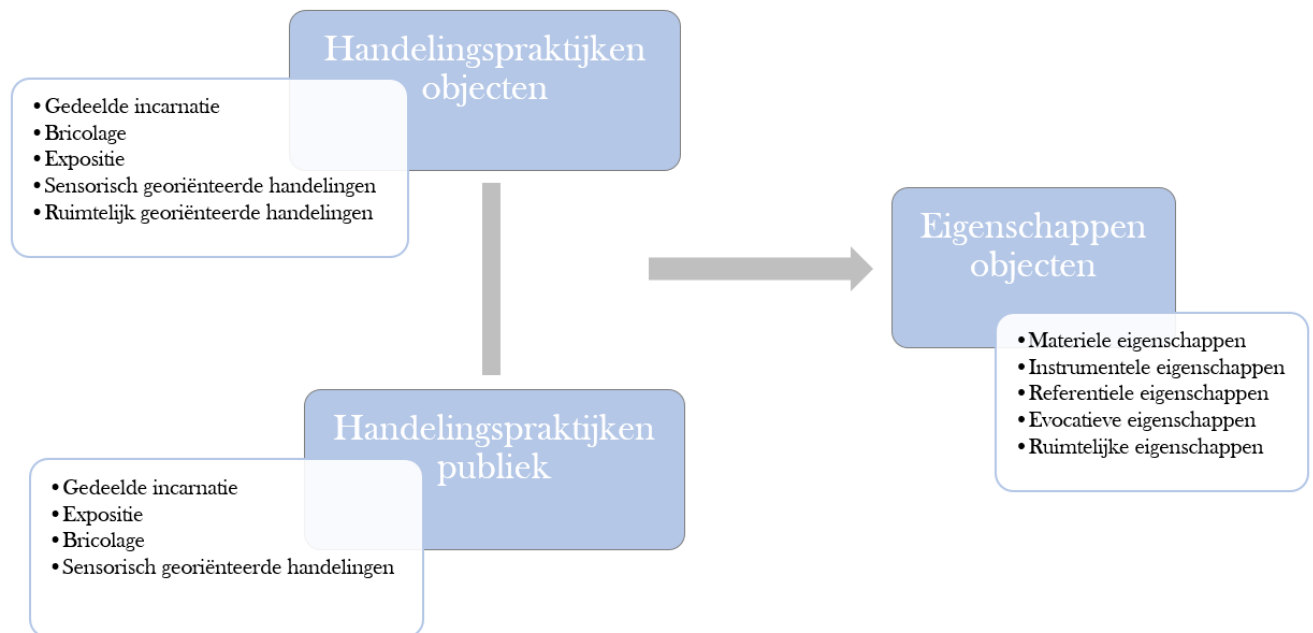 Handelingspraktijken
objecten
•Gedeelde incarnatie
•Bricolage
•Expositie
•Sensorisch georiënteerde handelingen
•Ruimtelijk georiënteerde handelingen
Eigenschappen
objecten
•Materiele eigenschappen
•Instrumentele eigenschappen
•Referentiele eigenschappen
•Evocatieve eigenschappen
•Ruimtelijke eigenschappen
Handelingspraktijken
publiek
•Gedeelde incarnatie
•Expositie
•Bricolage
•Sensorisch georiënteerde handelingen